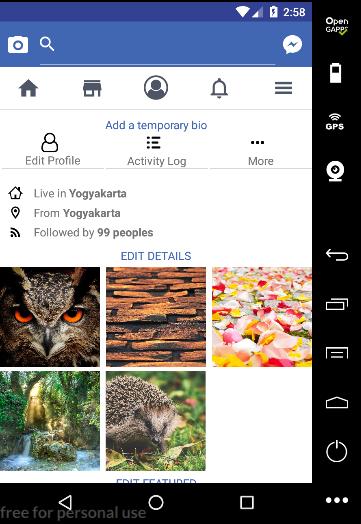 2:58
Open
GAPPS
GPS
Add a temporary bio
Edit Profile
Activity Log
More
Live in Yogyakarta
From Yogyakarta
Followed by 99 peoples
EDIT DETAILS
EDIT FEATURED
free for personal use